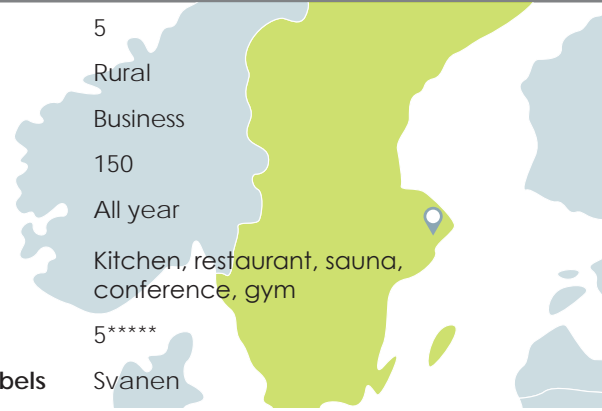 5
Rural
Business
150
All year
Kitchen, restaurant, sauna,
conference, gym
5*****
bels Svanen